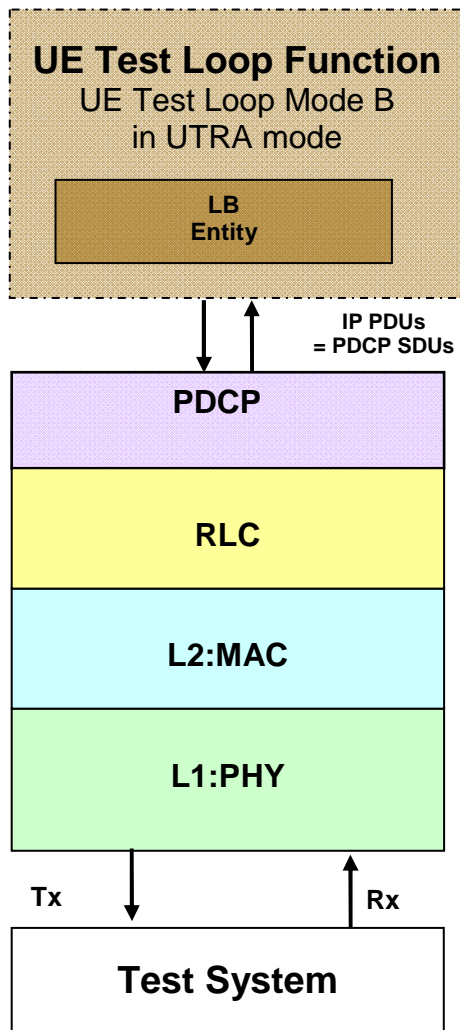 UE Test Loop Function
UE Test Loop Mode B
in UTRA mode
LB
Entity
IP PDUs
= PDCP SDUs
PDCP
RLC
L2:MAC
L1:PHY
Tx
Rx
Test System